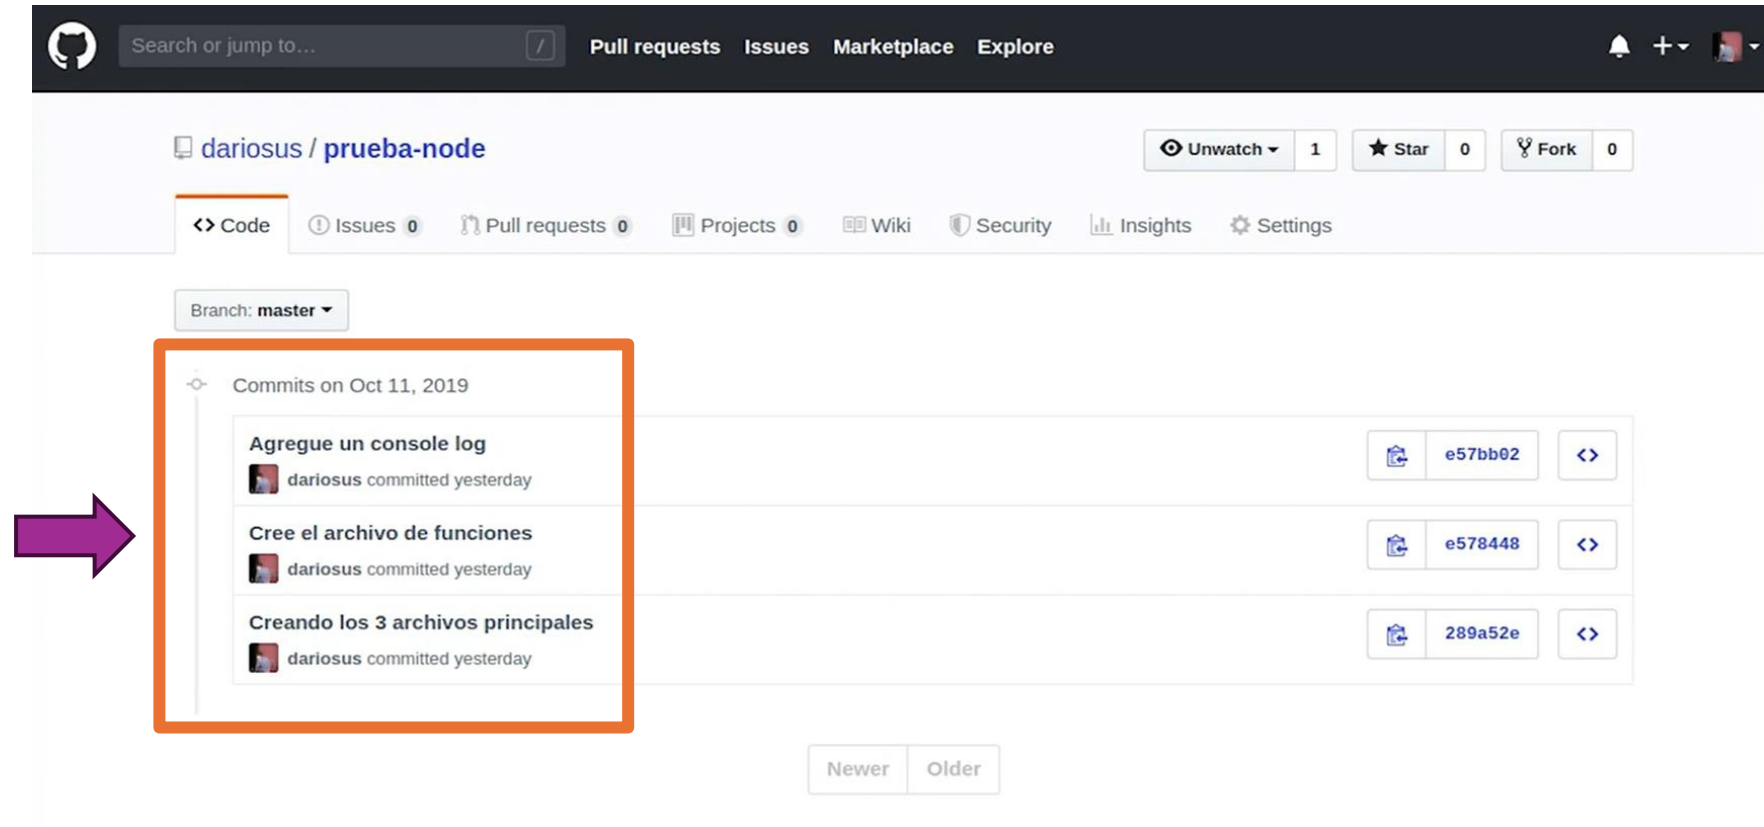 Search or jump to... /
Pull requests Issues Marketplace Explore
dariosus / prueba-node
Unwatch 1 Star 0 Fork 0
Code Issues 0 Pull requests 0 Projects 0 Wiki Security Insights Settings
Branch: master
Commits on Oct 11, 2019
Agregue un console log
dariosus committed yesterday
e57bb02
Cree el archivo de funciones
dariosus committed yesterday
e578448
Creando los 3 archivos principales
dariosus committed yesterday
289a52e
Newer Older